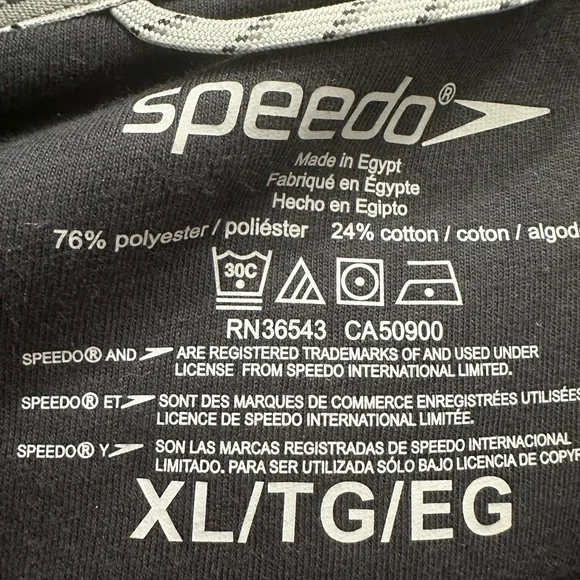 speedo®
Made in Egypt
Fabriqué en Égypte
Hecho en Egipto
76% polyester / poliéster 24% cotton / coton / algod
30C
RN36543 CA50900
SPEEDO® AND ARE REGISTERED TRADEMARKS OF AND USED UNDER
LICENSE FROM SPEEDO INTERNATIONAL LIMITED.
SPEEDO® ET SONT DES MARQUES DE COMMERCE ENREGISTRÉES UTILISÉES
LICENCE DE SPEEDO INTERNATIONAL LIMITÉE.
SPEEDO® Y SON LAS MARCAS REGISTRADAS DE SPEEDO INTERNACIONAL
LIMITADO. PARA SER UTILIZADA SÓLO BAJO LICENCIA DE COPYR
XL/TG/EG